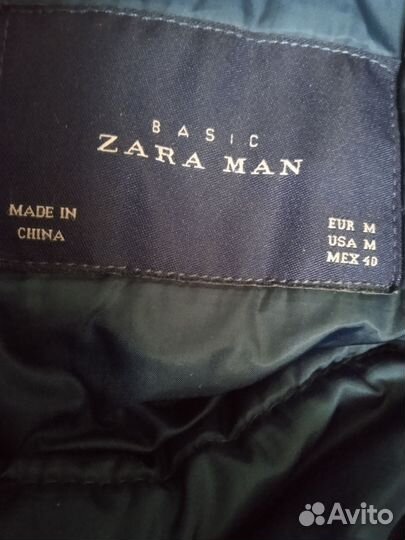 BASIC
ZARA MAN
MADE IN
CHINA
EUR M
USA M
MEX 40
Avito